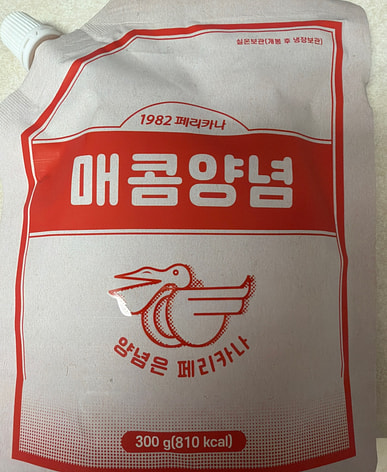 실온보관(개봉 후 냉장보관)
1982 페리카나
매콤양념
양념은 페리카나
300 g(810 kcal)